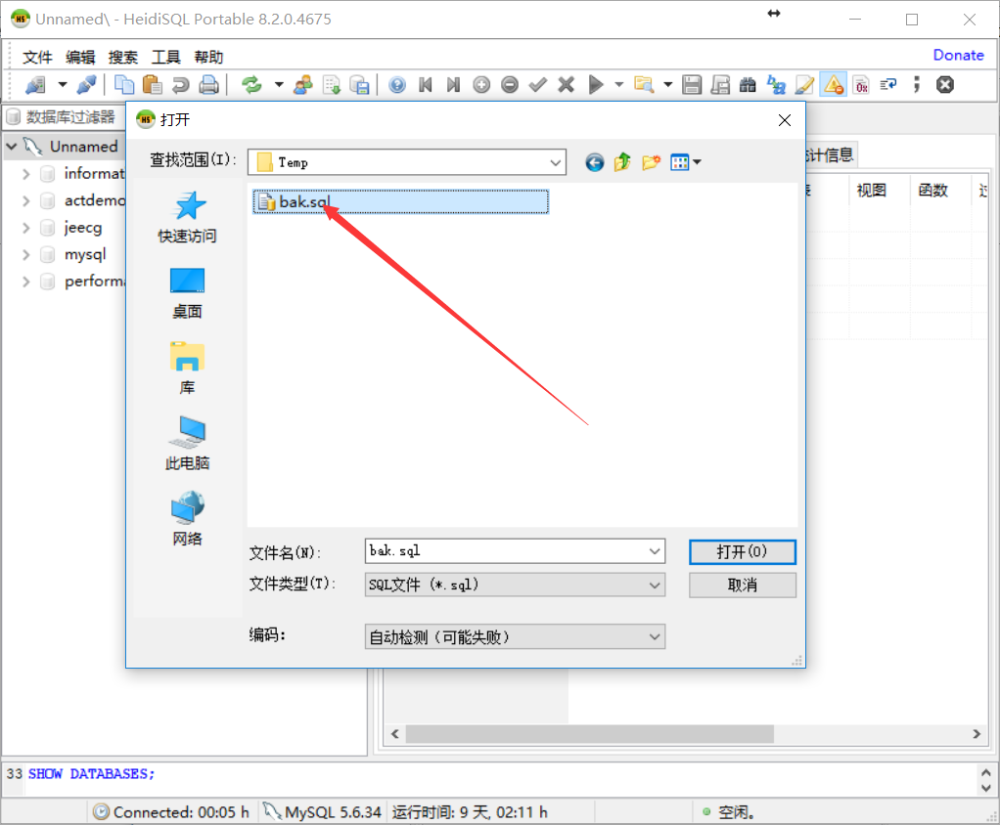 Unnamed\ - HeidiSQL Portable 8.2.0.4675
文件 编辑 搜索 工具 帮助 Donate
数据库过滤器
打开
Unnamed
informat
actdemo
jeecg
mysql
performa
查找范围(I): Temp
bak.sql
快速访问
桌面
库
此电脑
网络
文件名(N): bak.sql 打开(O)
文件类型(T): SQL文件 (*.sql) 取消
编码: 自动检测（可能失败）
计信息
视图 函数
33 SHOW DATABASES;
Connected: 00:05 h MySQL 5.6.34 运行时间: 9 天, 02:11 h 空闲。